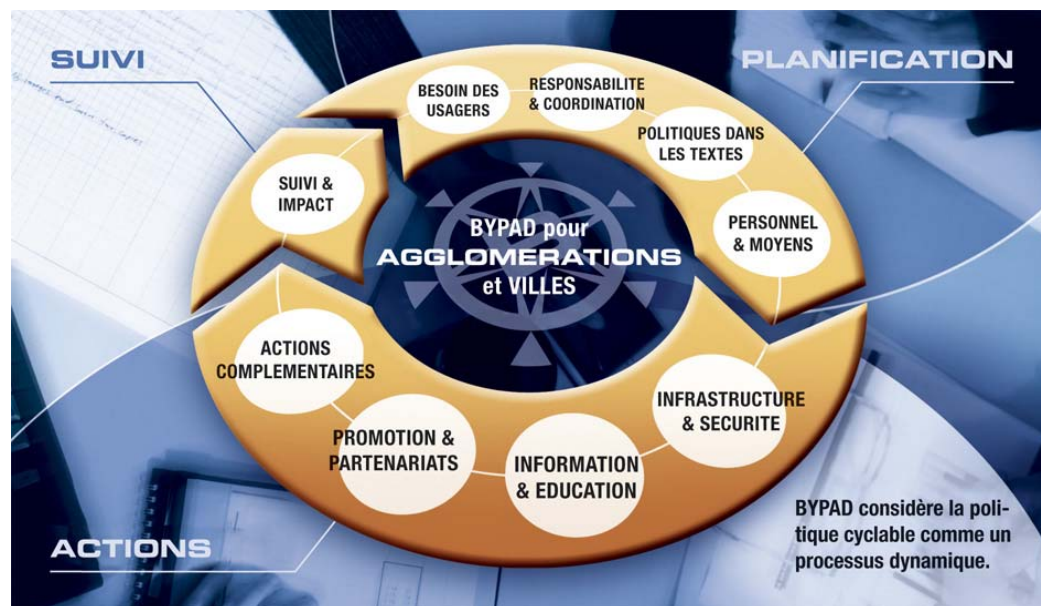 SUIVI
PLANIFICATION
BESOIN DES
USAGERS
RESPONSABILITE
& COORDINATION
POLITIQUES DANS
LES TEXTES
PERSONNEL
& MOYENS
SUIVI &
IMPACT
BYPAD pour
AGGLOMERATIONS
et VILLES
ACTIONS
COMPLEMENTAIRES
PROMOTION &
PARTENARIATS
INFORMATION
& EDUCATION
INFRASTRUCTURE
& SECURITE
ACTIONS
BYPAD considère la poli-
tique cyclable comme un
processus dynamique.